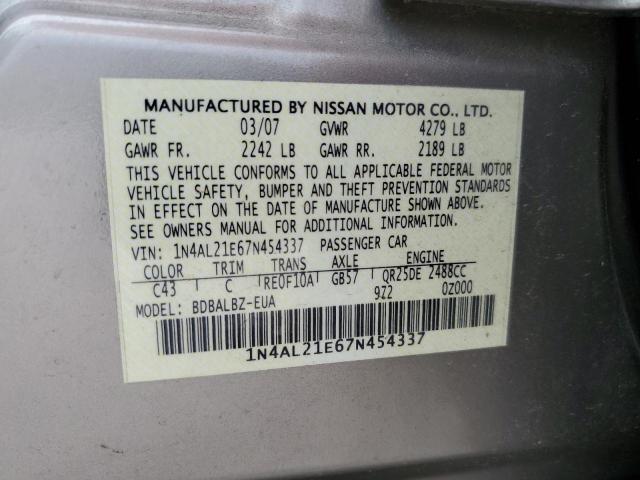 MANUFACTURED BY NISSAN MOTOR CO., LTD.
DATE 03/07 GVWR 4279 LB
GAWR FR. 2242 LB GAWR RR. 2189 LB
THIS VEHICLE CONFORMS TO ALL APPLICABLE FEDERAL MOTOR
VEHICLE SAFETY, BUMPER AND THEFT PREVENTION STANDARDS
IN EFFECT ON THE DATE OF MANUFACTURE SHOWN ABOVE.
SEE OWNERS MANUAL FOR ADDITIONAL INFORMATION.
VIN: 1N4AL21E67N454337 PASSENGER CAR
COLOR TRIM TRANS AXLE ENGINE
C43 C RE0F10A GB57 QR25DE 2488CC
MODEL: BDBALBZ-EUA 9Z2 0Z000
1N4AL21E67N454337